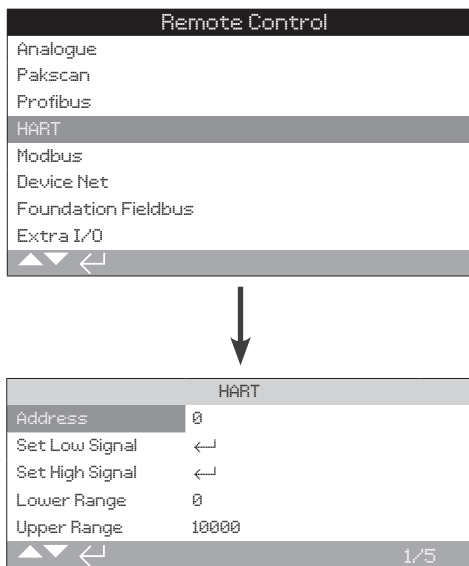 Remote Control
Analogue
Pakscan
Profibus
HART
Modbus
Device Net
Foundation Fieldbus
Extra I/O
HART
Address 0
Set Low Signal
Set High Signal
Lower Range 0
Upper Range 10000
1/5